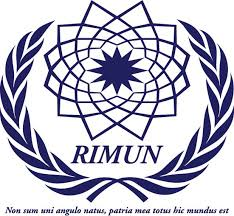 RIMUN
Non sum uni angulo natus, patria mea totus hic mundus est